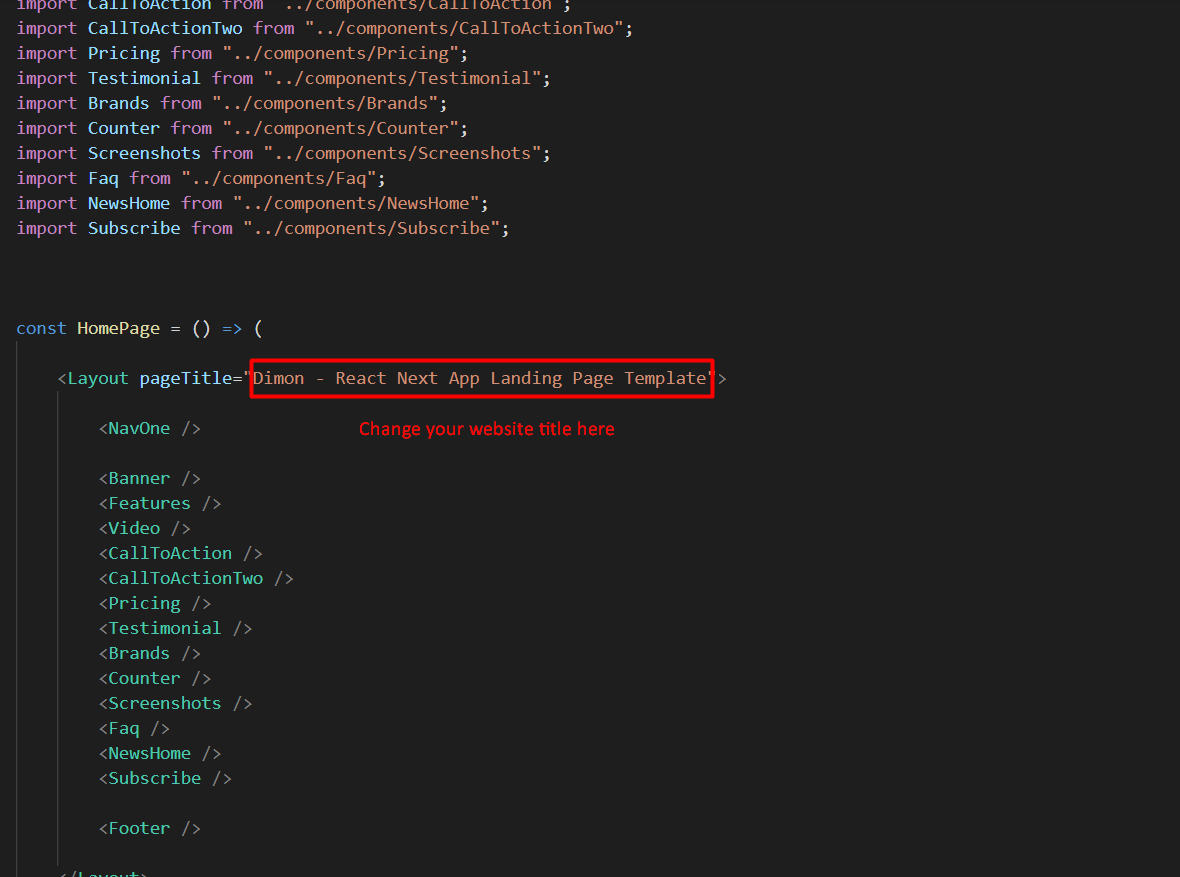 import CallToAction from "../components/CallToAction";
import CallToActionTwo from "../components/CallToActionTwo";
import Pricing from "../components/Pricing";
import Testimonial from "../components/Testimonial";
import Brands from "../components/Brands";
import Counter from "../components/Counter";
import Screenshots from "../components/Screenshots";
import Faq from "../components/Faq";
import NewsHome from "../components/NewsHome";
import Subscribe from "../components/Subscribe";
const HomePage = () => (
<Layout pageTitle="Dimon - React Next App Landing Page Template">
<NavOne />
Change your website title here
<Banner />
<Features />
<Video />
<CallToAction />
<CallToActionTwo />
<Pricing />
<Testimonial />
<Brands />
<Counter />
<Screenshots />
<Faq />
<NewsHome />
<Subscribe />
<Footer />
</Layout>